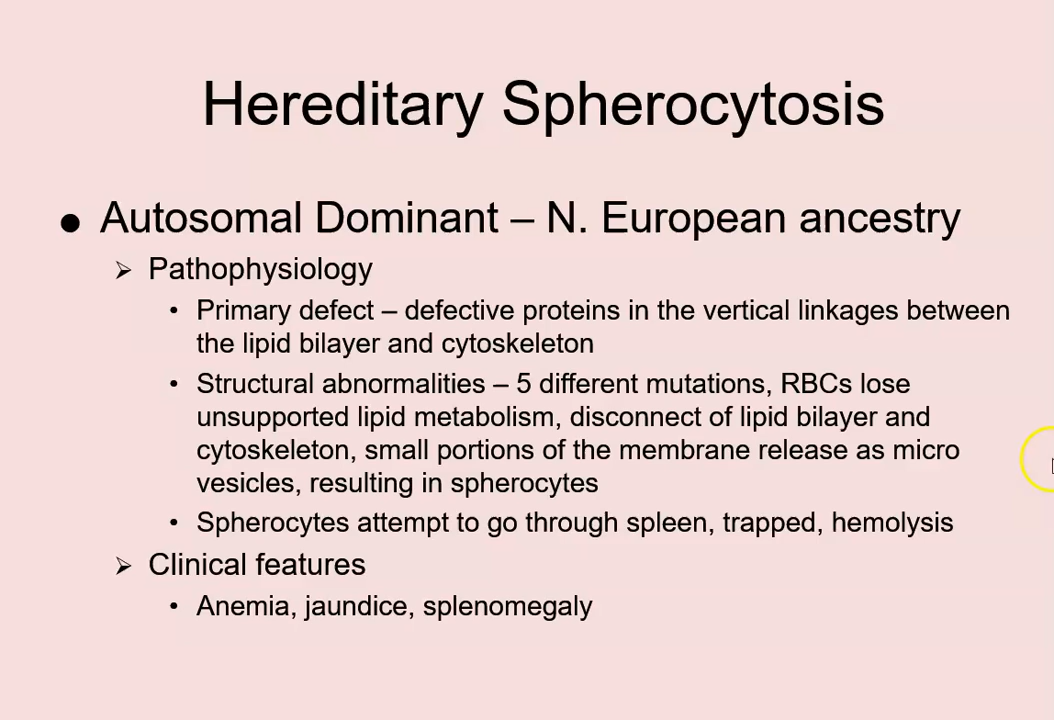 Hereditary Spherocytosis
● Autosomal Dominant – N. European ancestry
➢ Pathophysiology
• Primary defect – defective proteins in the vertical linkages between
the lipid bilayer and cytoskeleton
• Structural abnormalities – 5 different mutations, RBCs lose
unsupported lipid metabolism, disconnect of lipid bilayer and
cytoskeleton, small portions of the membrane release as micro
vesicles, resulting in spherocytes
• Spherocytes attempt to go through spleen, trapped, hemolysis
➢ Clinical features
• Anemia, jaundice, splenomegaly